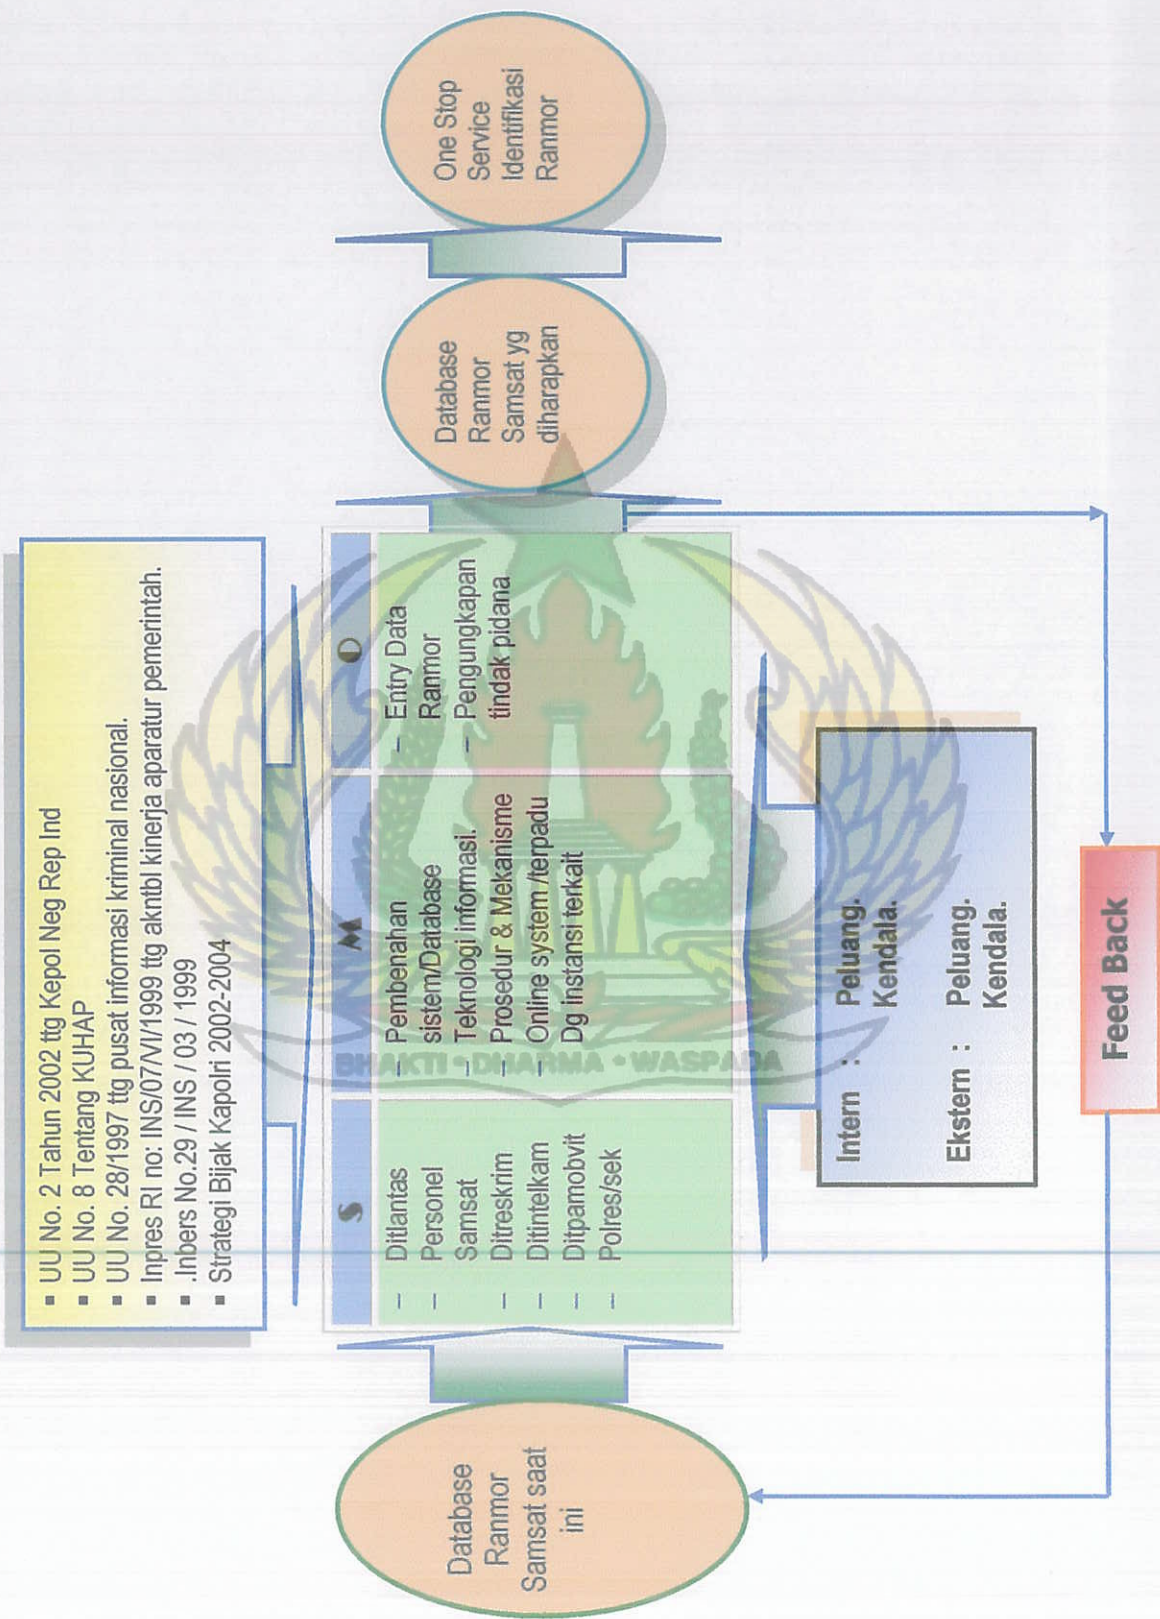 ▪ UU No. 2 Tahun 2002 ttg Kepol Neg Rep Ind
▪ UU No. 8 Tentang KUHAP
▪ UU No. 28/1997 ttg pusat informasi kriminal nasional.
▪ Inpres RI no: INS/07/VI/1999 ttg akntbl kinerja aparatur pemerintah.
▪ .Inbers No.29 / INS / 03 / 1999
▪ Strategi Bijak Kapolri 2002-2004
Database
Ranmor
Samsat saat
ini
S
– Ditlantas
– Personel
Samsat
– Ditreskrim
– Ditintelkam
– Ditpamobvit
– Polres/sek
M
– Pembenahan
sistem/Database
– Teknologi informasi.
– Prosedur & Mekanisme
– Online system /terpadu
Dg Instansi terkait
O
– Entry Data
Ranmor
– Pengungkapan
tindak pidana
Database
Ranmor
Samsat yg
diharapkan
One Stop
Service
Identifikasi
Ranmor
BHAKTI • DHARMA • WASPADA
Intern : Peluang.
Kendala.
Ekstern : Peluang.
Kendala.
Feed Back